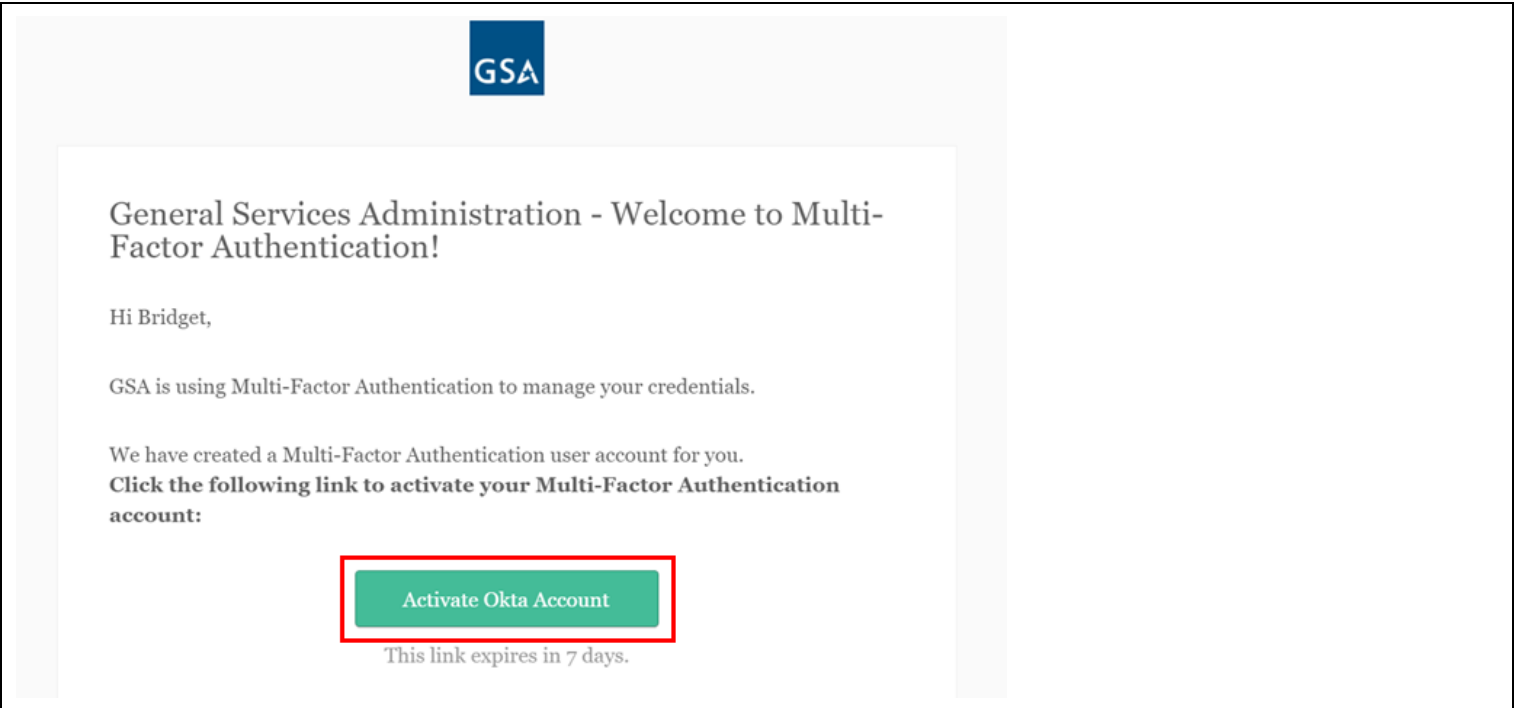 GSA
General Services Administration - Welcome to Multi-
Factor Authentication!
Hi Bridget,
GSA is using Multi-Factor Authentication to manage your credentials.
We have created a Multi-Factor Authentication user account for you.
Click the following link to activate your Multi-Factor Authentication
account:
Activate Okta Account
This link expires in 7 days.